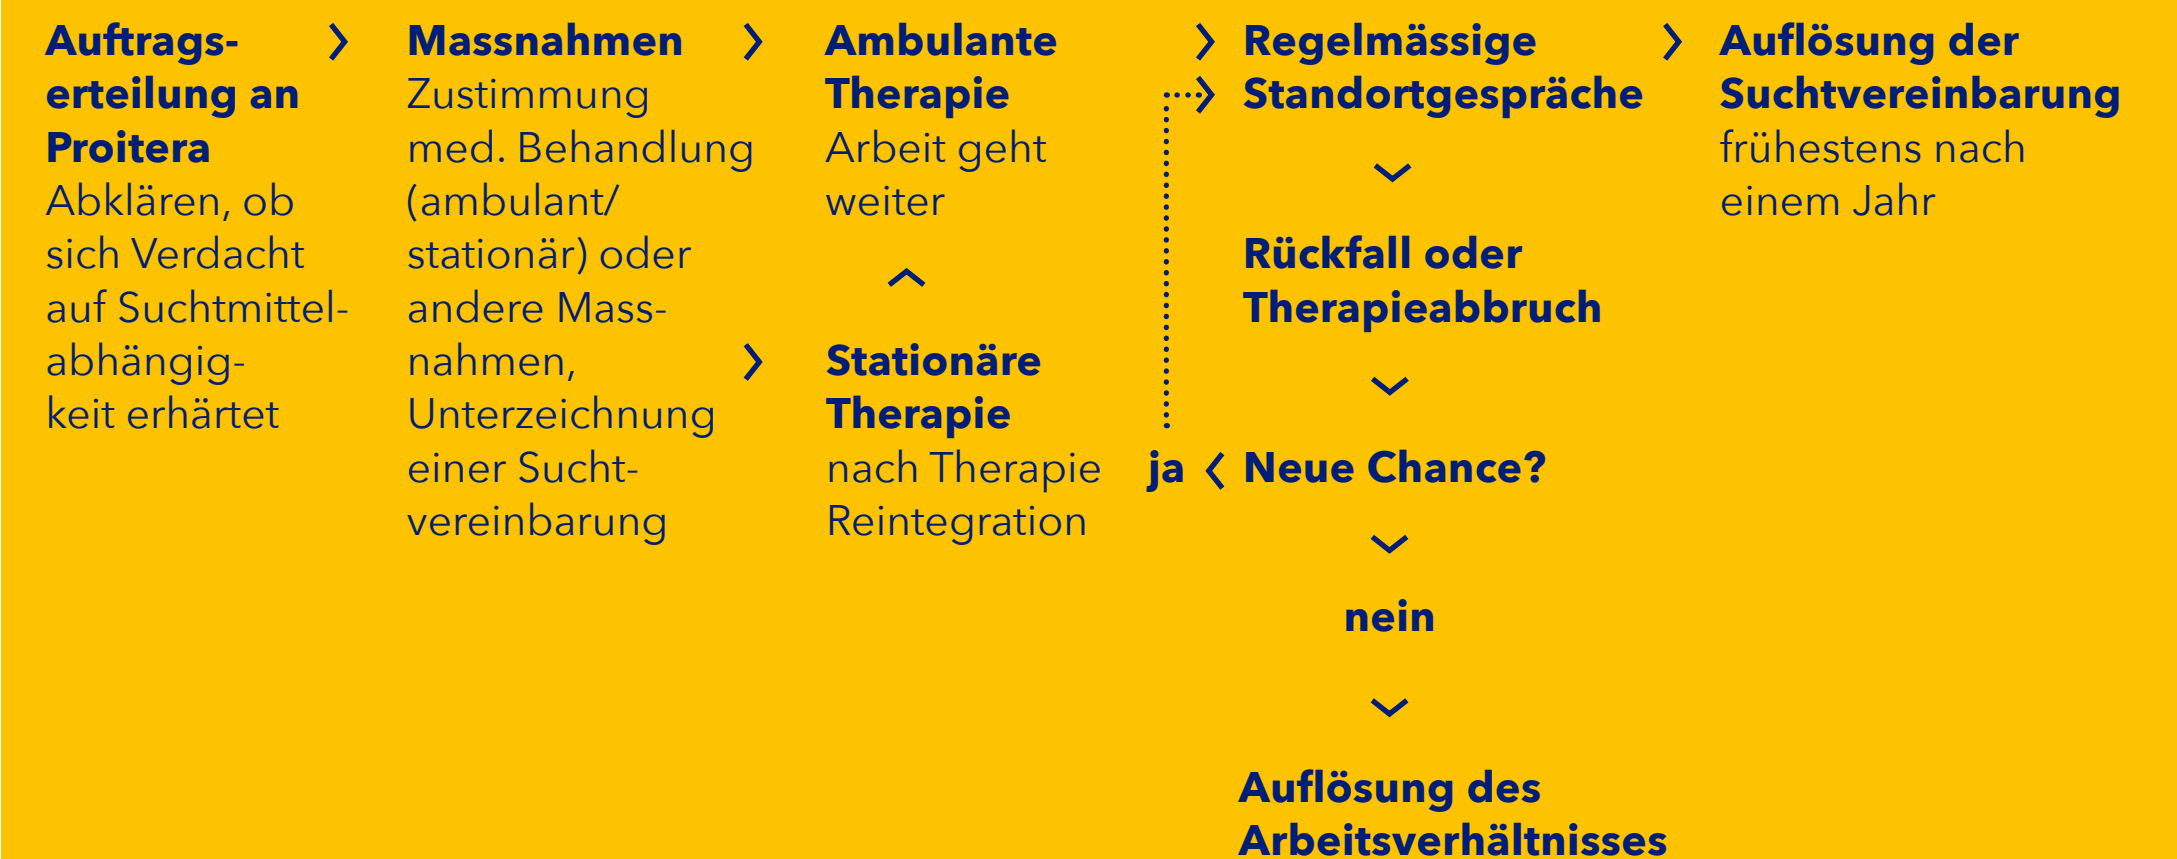 Auftrags-
erteilung an
Proitera
Abklären, ob
sich Verdacht
auf Suchtmittel-
abhängig-
keit erhärtet
Massnahmen
Zustimmung
med. Behandlung
(ambulant/
stationär) oder
andere Mass-
nahmen,
Unterzeichnung
einer Sucht-
vereinbarung
Ambulante
Therapie
Arbeit geht
weiter
Stationäre
Therapie
nach Therapie
Reintegration
Regelmässige
Standortgespräche
Rückfall oder
Therapieabbruch
ja
Neue Chance?
nein
Auflösung des
Arbeitsverhältnisses
Auflösung der
Suchtvereinbarung
frühestens nach
einem Jahr